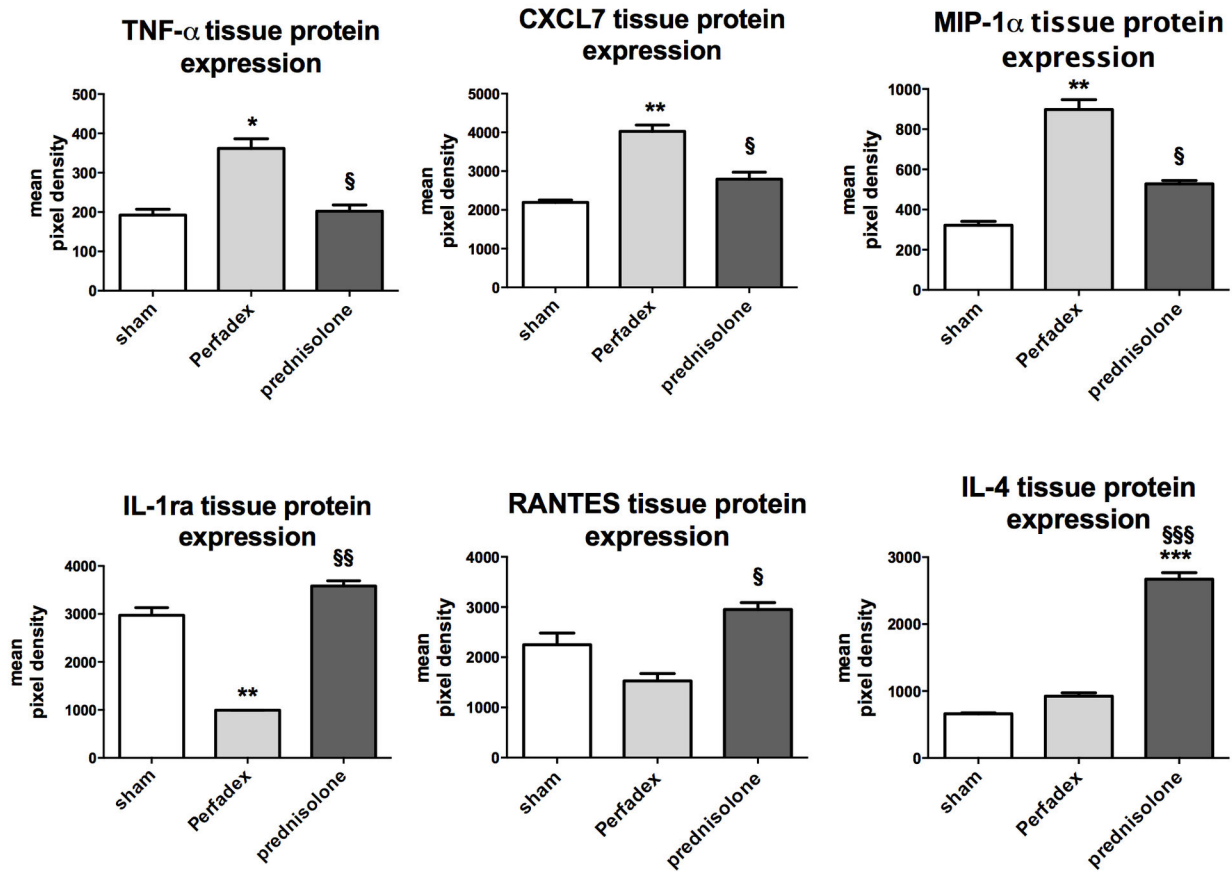 TNF-α tissue protein
expression
mean
pixel density
500
400
300
200
100
0
*
§
sham
Perfadex
prednisolone
CXCL7 tissue protein
expression
mean
pixel density
5000
4000
3000
2000
1000
0
**
§
sham
Perfadex
prednisolone
MIP-1α tissue protein
expression
mean
pixel density
1000
800
600
400
200
0
**
§
sham
Perfadex
prednisolone
IL-1ra tissue protein
expression
mean
pixel density
4000
3000
2000
1000
0
**
§§
sham
Perfadex
prednisolone
RANTES tissue protein
expression
mean
pixel density
4000
3000
2000
1000
0
§
sham
Perfadex
prednisolone
IL-4 tissue protein
expression
mean
pixel density
3000
2000
1000
0
§§§
***
sham
Perfadex
prednisolone